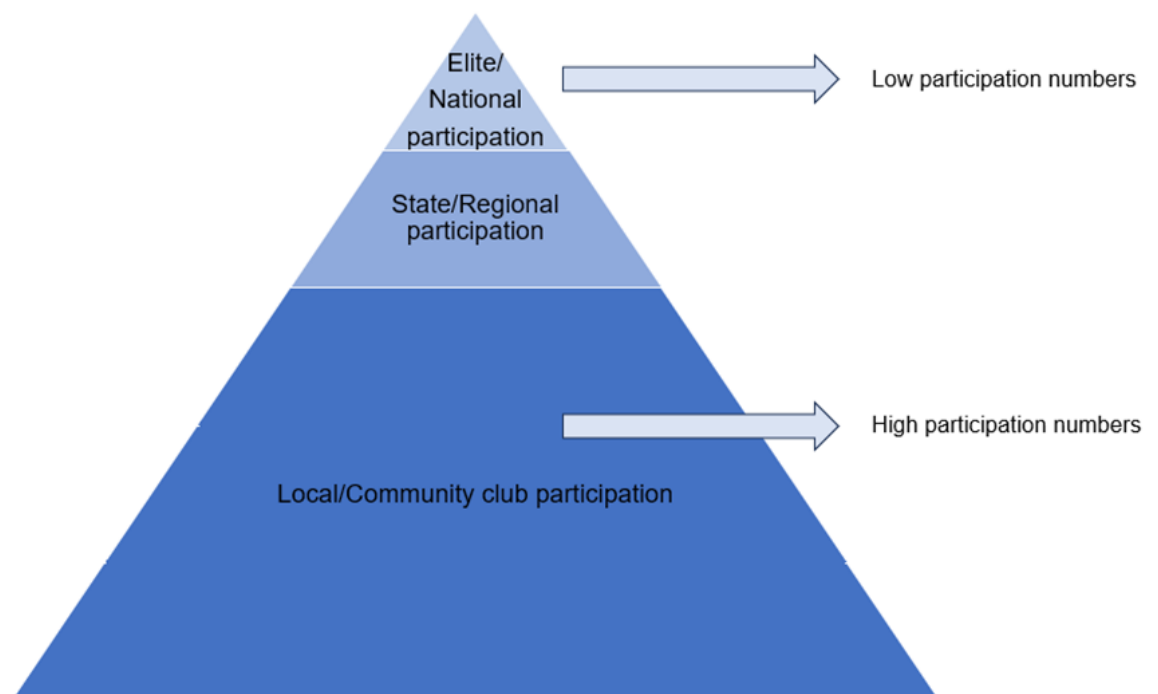 Elite/
National
participation
Low participation numbers
State/Regional
participation
High participation numbers
Local/Community club participation